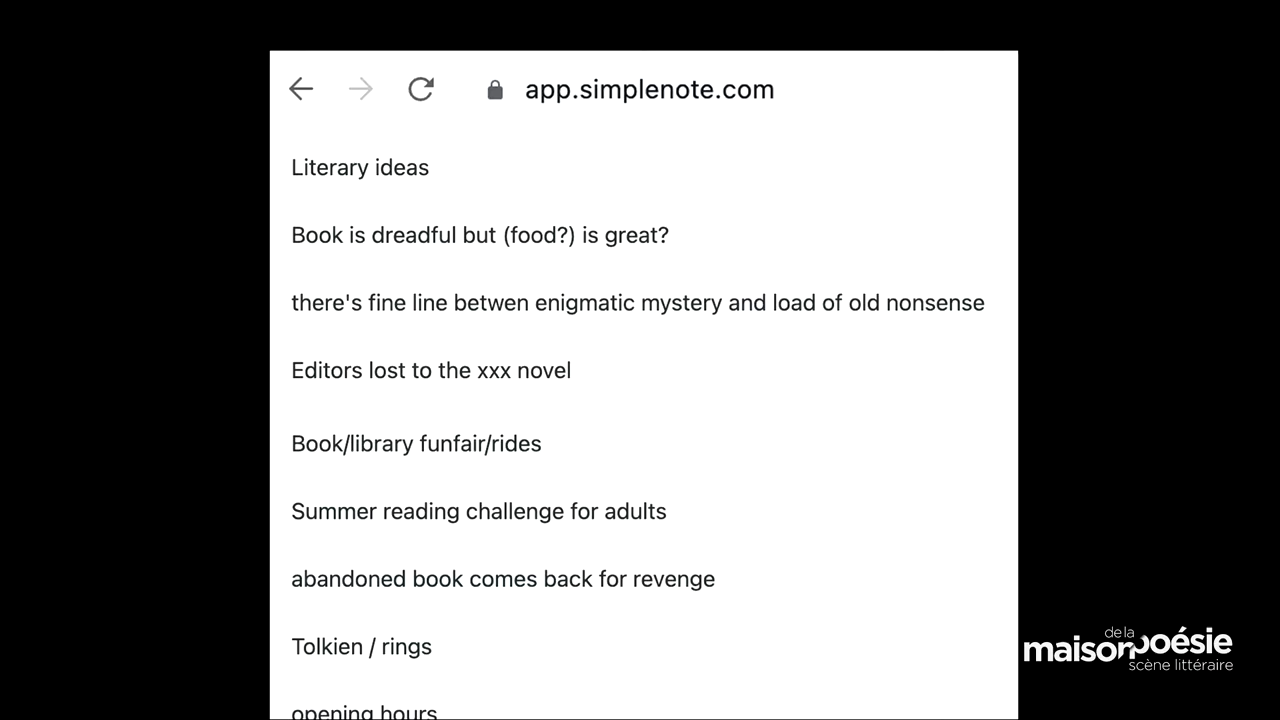 app.simplenote.com
Literary ideas
Book is dreadful but (food?) is great?
there's fine line betwen enigmatic mystery and load of old nonsense
Editors lost to the xxx novel
Book/library funfair/rides
Summer reading challenge for adults
abandoned book comes back for revenge
Tolkien / rings
opening hours
de la
maison poésie
scène littéraire